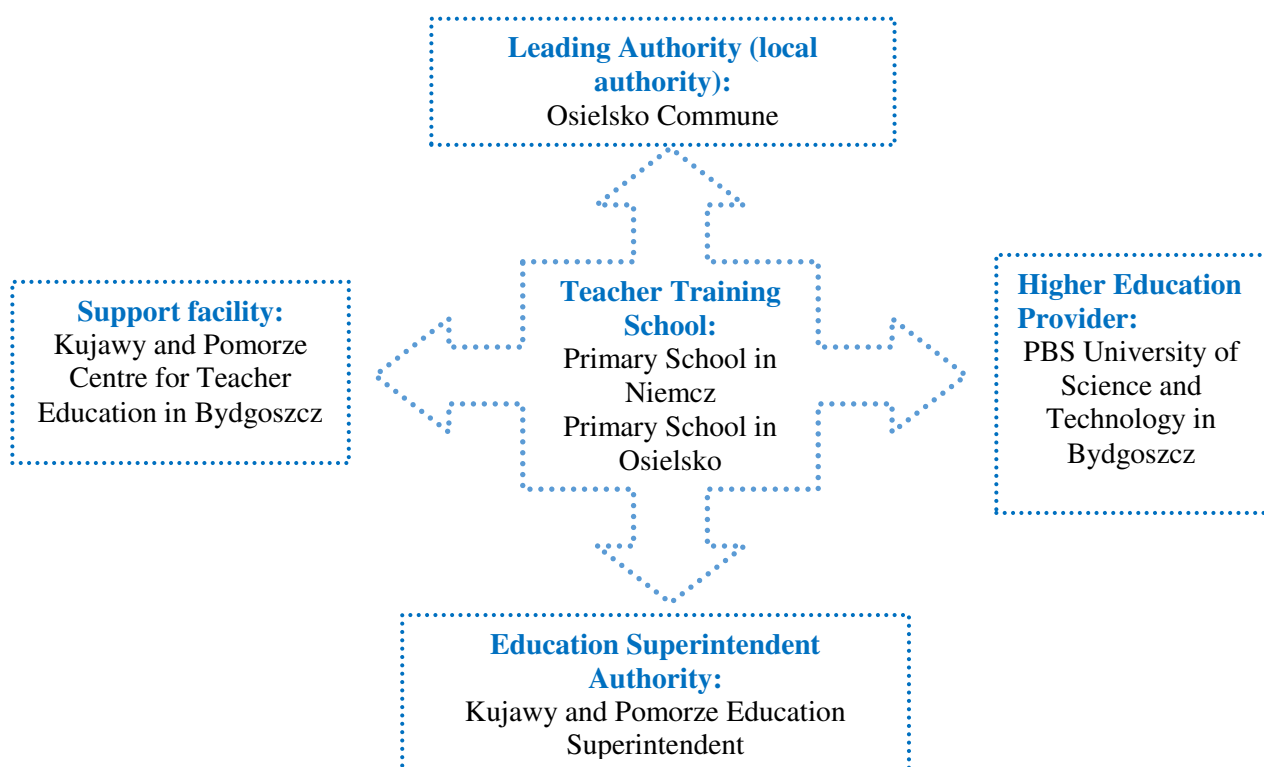 Leading Authority (local
authority):
Osielsko Commune
Support facility:
Kujawy and Pomorze
Centre for Teacher
Education in Bydgoszcz
Teacher Training
School:
Primary School in
Niemcz
Primary School in
Osielsko
Higher Education
Provider:
PBS University of
Science and
Technology in
Bydgoszcz
Education Superintendent
Authority:
Kujawy and Pomorze Education
Superintendent